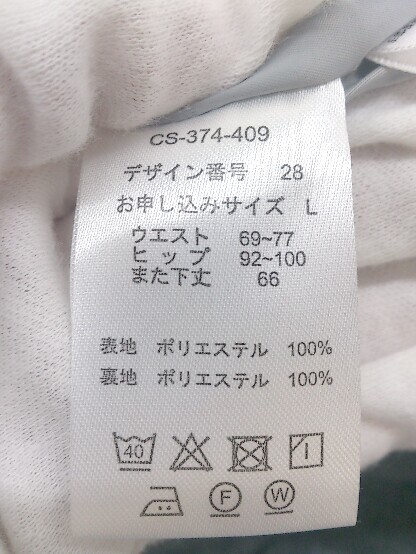 CS-374-409
デザイン番号 28
お申し込みサイズ L
ウエスト 69~77
ヒップ 92~100
また下丈 66
表地 ポリエステル 100%
裏地 ポリエステル 100%
40
F W